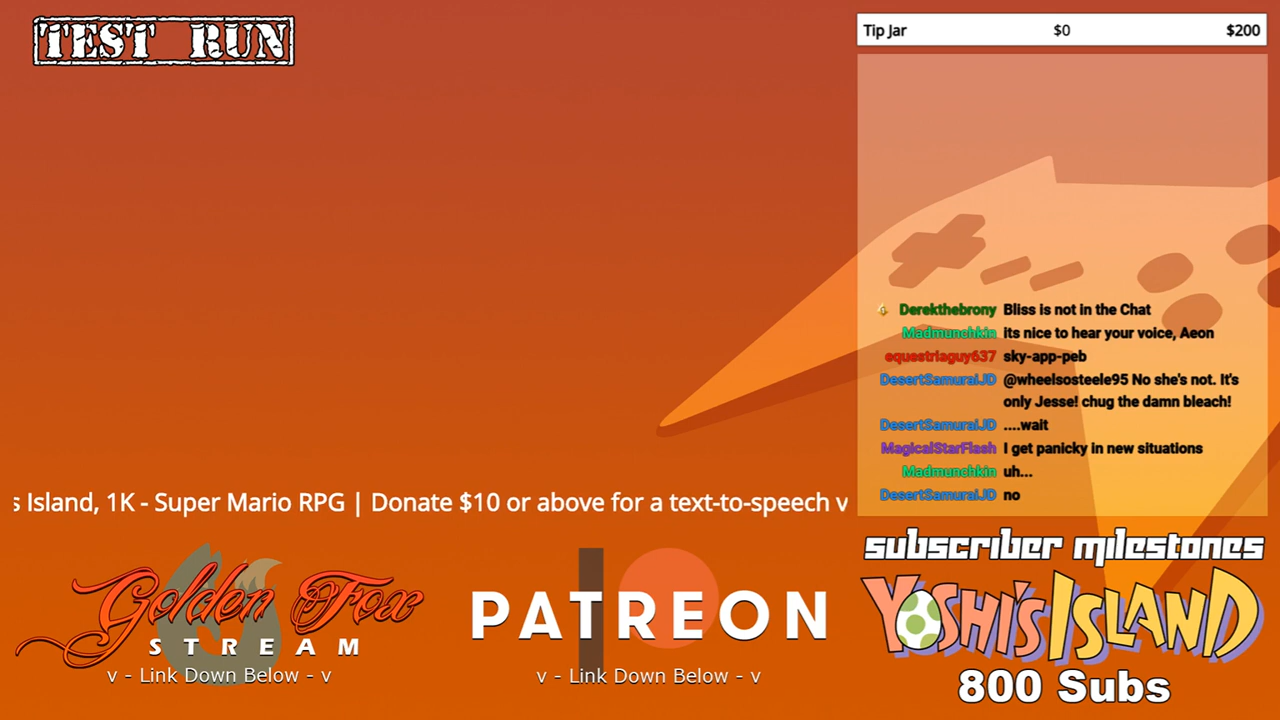 TEST RUN
Tip Jar $0 $200
Derekthebrony Bliss is not in the Chat
Madmunchkin its nice to hear your voice, Aeon
equestriaguy637 sky-app-peb
DesertSamuraiJD @wheelsosteele95 No she's not. It's
only Jesse! chug the damn bleach!
DesertSamuraiJD ....wait
MagicalStarFlash I get panicky in new situations
Madmunchkin uh...
DesertSamuraiJD no
s Island, 1K - Super Mario RPG | Donate $10 or above for a text-to-speech v
Golden Fox
STREAM
v - Link Down Below - v
PATREON
v - Link Down Below - v
subscriber milestones
YOSHI'S ISLAND
800 Subs